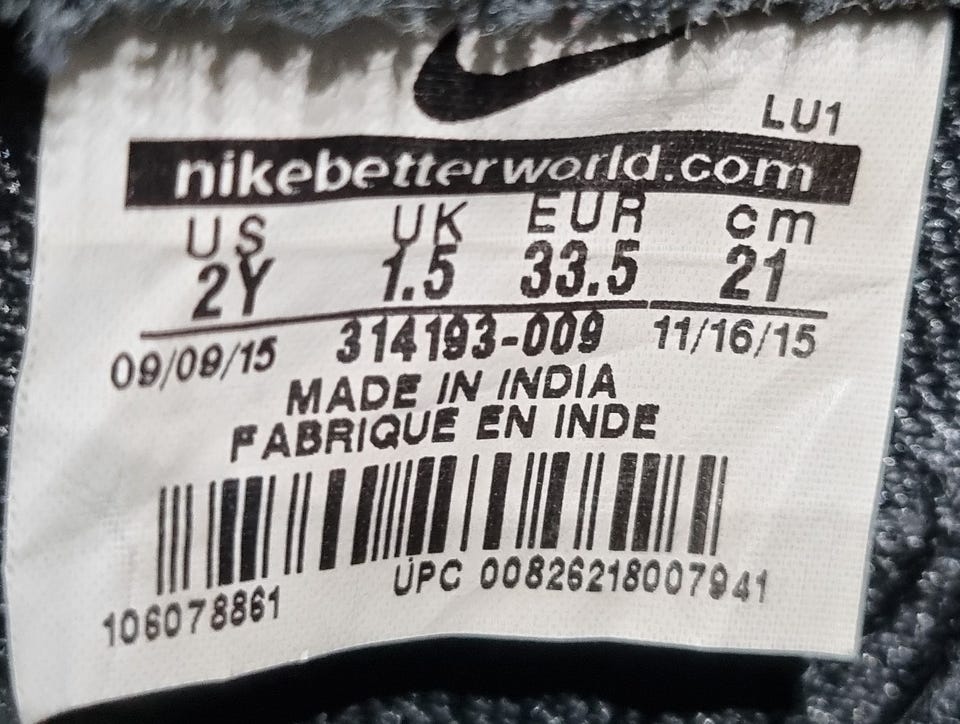 LU1
nikebetterworld.com
US UK EUR cm
2Y 1.5 33.5 21
09/09/15 314193-009 11/16/15
MADE IN INDIA
FABRIQUE EN INDE
UPC 00826218007941
106078861